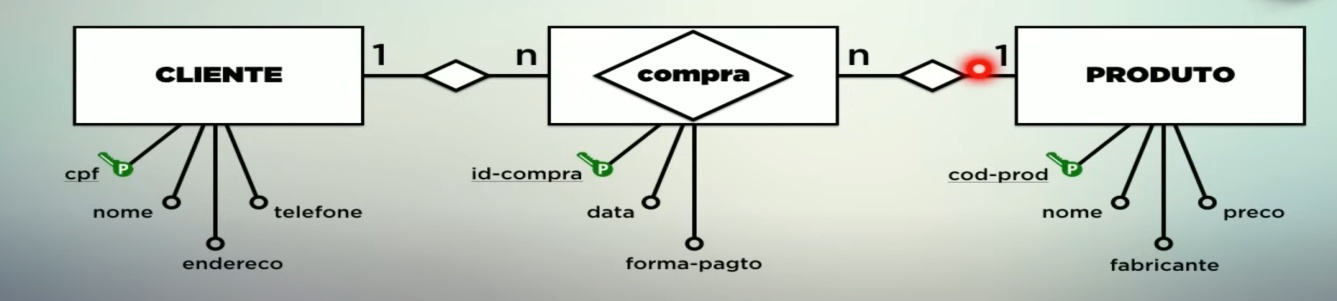 CLIENTE
1
n
compra
n
1
PRODUTO
cpf
P
nome
endereco
telefone
id-compra
P
data
forma-pagto
cod-prod
P
nome
fabricante
preco